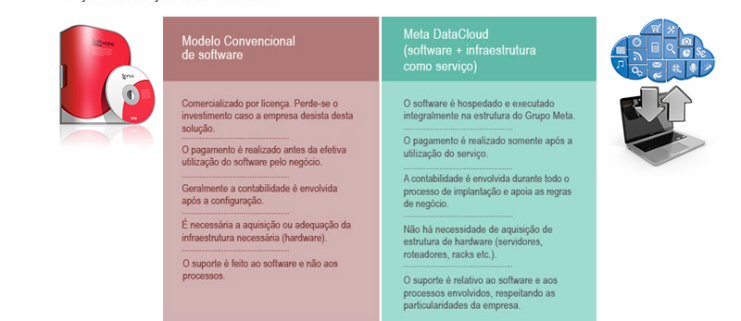 Modelo Convencional
de software
Comercializado por licença. Perde-se o
investimento caso a empresa desista desta
solução.
O pagamento é realizado antes da efetiva
utilização do software pelo negócio.
Geralmente a contabilidade é envolvida
após a configuração.
É necessária a aquisição ou adequação da
infraestrutura necessária (hardware).
O suporte é feito ao software e não aos
processos.
Meta DataCloud
(software + infraestrutura
como serviço)
O software é hospedado e executado
integralmente na estrutura do Grupo Meta.
O pagamento é realizado somente após a
utilização do serviço.
A contabilidade é envolvida durante todo o
processo de implantação e apoia as regras
de negócio.
Não há necessidade de aquisição de
estrutura de hardware (servidores,
roteadores, racks etc.).
O suporte é relativo ao software e aos
processos envolvidos, respeitando as
particularidades da empresa.